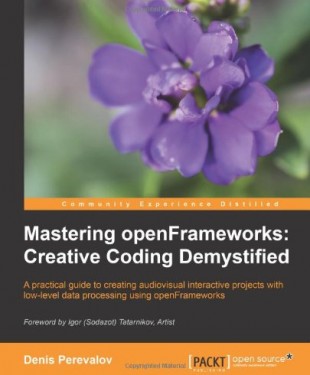 Community Experience Distilled
Mastering openFrameworks:
Creative Coding Demystified
A practical guide to creating audiovisual interactive projects with
low-level data processing using openFrameworks
Foreword by Igor (Sodazot) Tatarnikov, Artist
Denis Perevalov
PACKT
open source
PUBLISHING